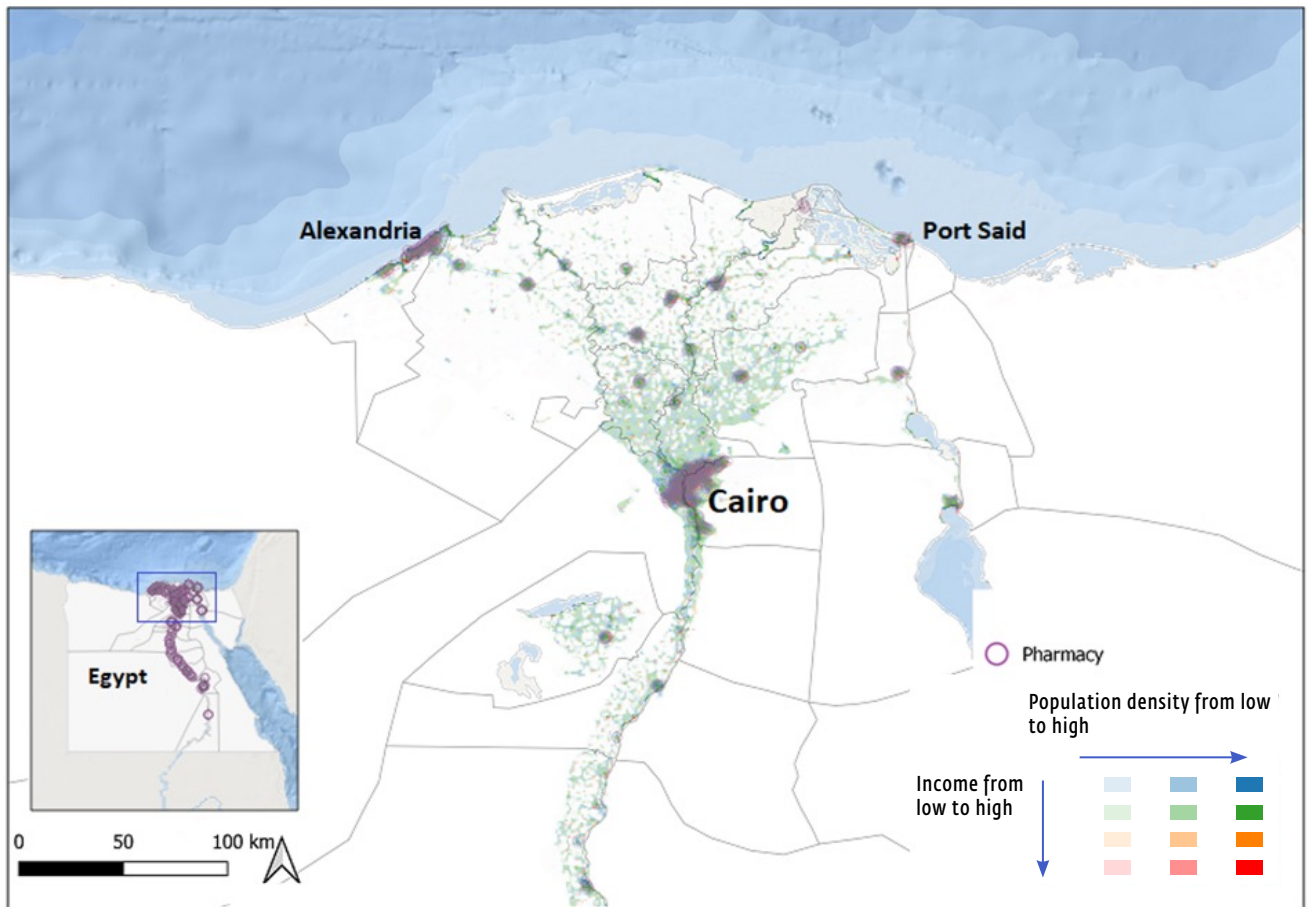 Alexandria
Port Said
Cairo
Egypt
Pharmacy
Population density from low
to high
Income from
low to high
0 50 100 km